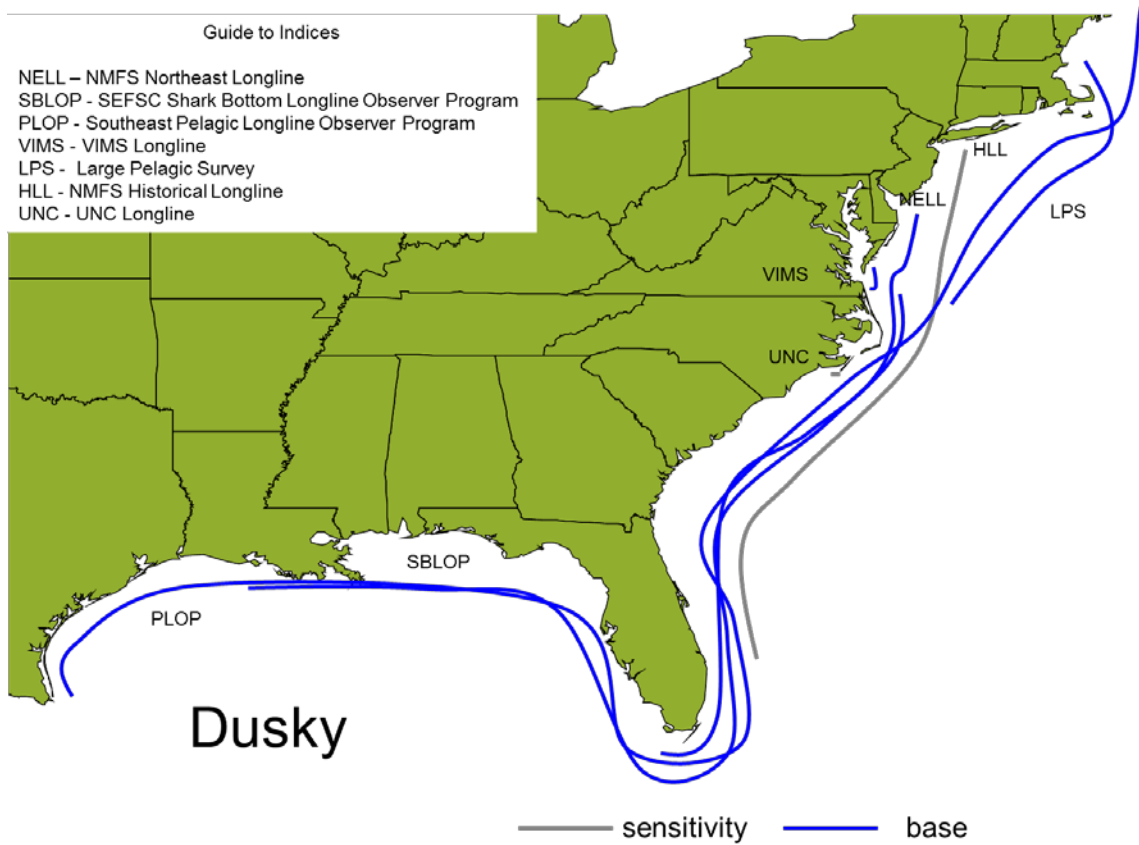 Guide to Indices
NELL – NMFS Northeast Longline
SBLOP - SEFSC Shark Bottom Longline Observer Program
PLOP - Southeast Pelagic Longline Observer Program
VIMS - VIMS Longline
LPS - Large Pelagic Survey
HLL - NMFS Historical Longline
UNC - UNC Longline
HLL
NELL
LPS
VIMS
UNC
SBLOP
PLOP
Dusky
sensitivity
base